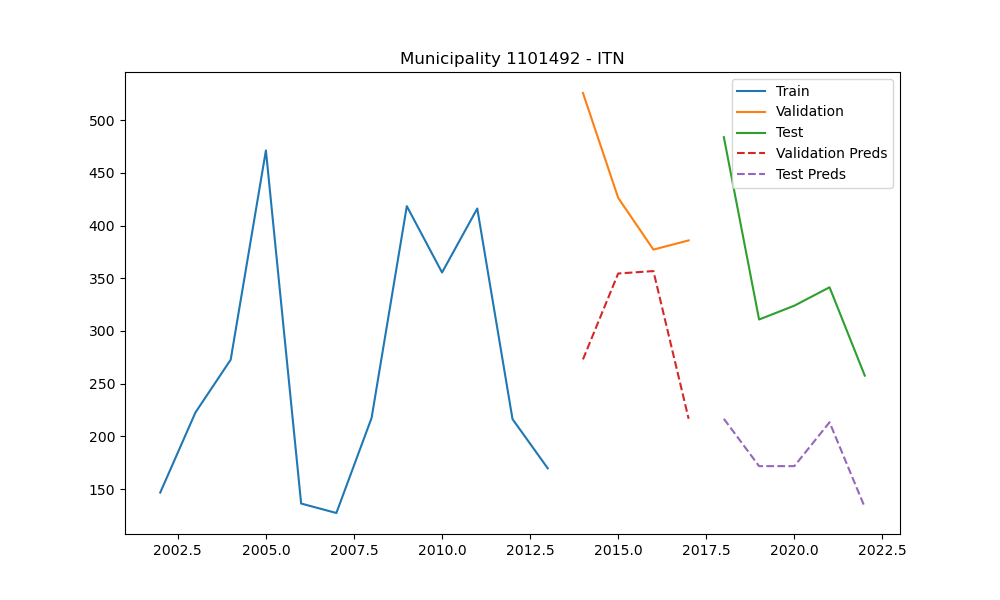 Municipality 1101492 - ITN
Train
Validation
Test
Validation Preds
Test Preds
500
450
400
350
300
250
200
150
2002.5 2005.0 2007.5 2010.0 2012.5 2015.0 2017.5 2020.0 2022.5